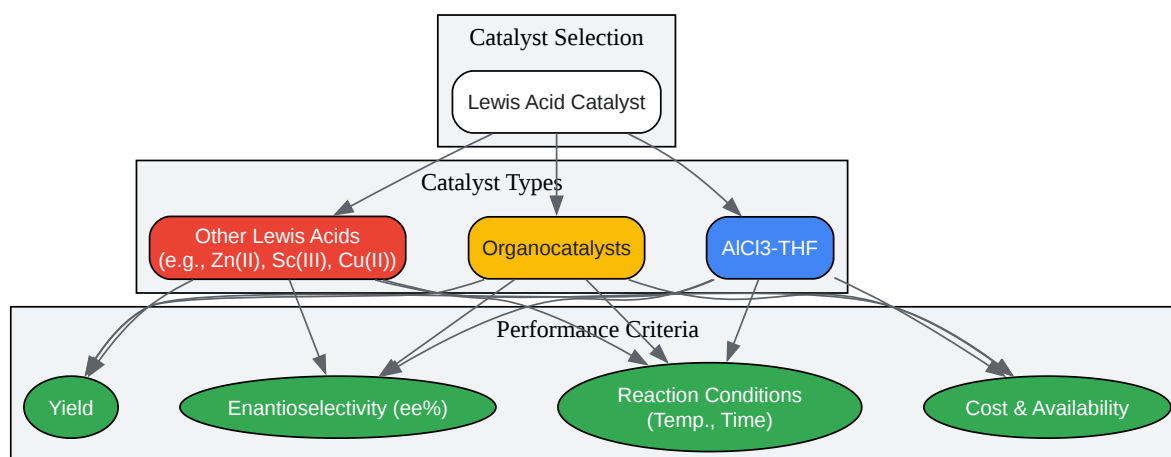 Catalyst Selection
Lewis Acid Catalyst
Catalyst Types
Other Lewis Acids
(e.g., Zn(II), Sc(III), Cu(II))
Organocatalysts
AlCl3-THF
Performance Criteria
Yield
Enantioselectivity (ee%)
Reaction Conditions
(Temp., Time)
Cost & Availability